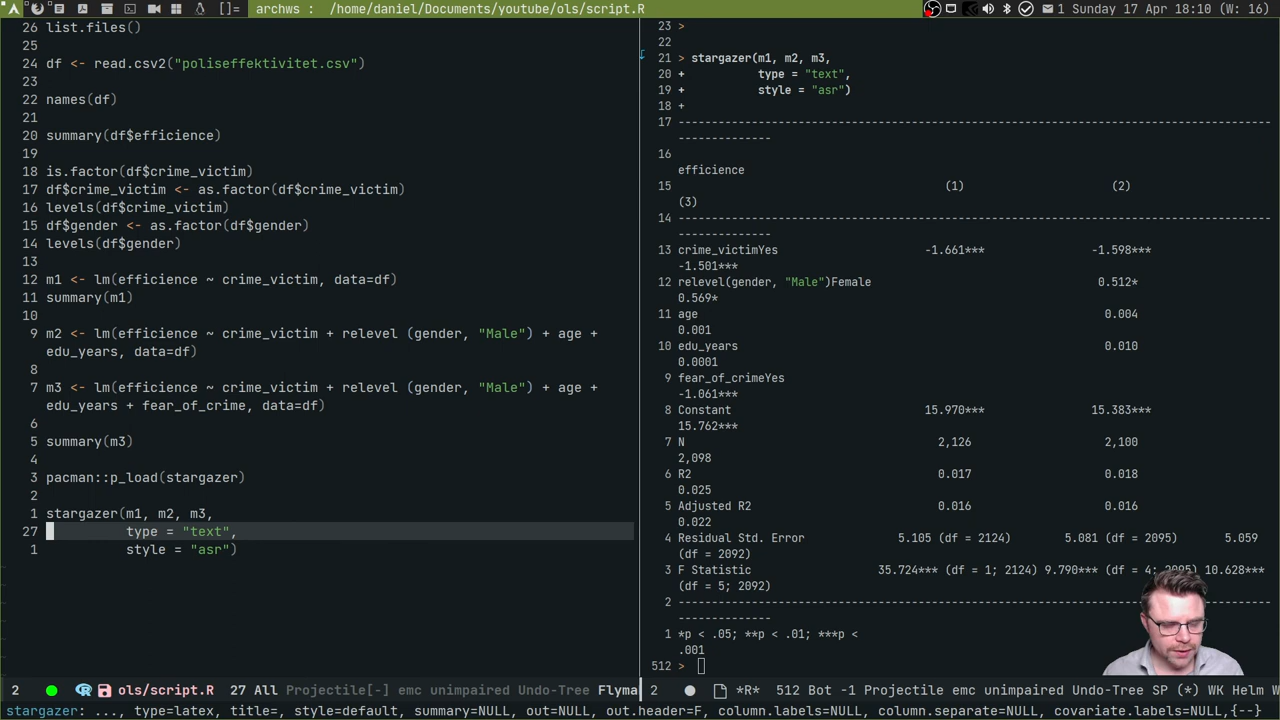 archws : /home/daniel/Documents/youtube/ols/script.R
1 Sunday 17 Apr 18:10 (W: 16)
26 list.files()
25
24 df <- read.csv2("poliseffektivitet.csv")
23
22 names(df)
21
20 summary(df$efficience)
19
18 is.factor(df$crime_victim)
17 df$crime_victim <- as.factor(df$crime_victim)
16 levels(df$crime_victim)
15 df$gender <- as.factor(df$gender)
14 levels(df$gender)
13
12 m1 <- lm(efficience ~ crime_victim, data=df)
11 summary(m1)
10
9 m2 <- lm(efficience ~ crime_victim + relevel (gender, "Male") + age +
edu_years, data=df)
8
7 m3 <- lm(efficience ~ crime_victim + relevel (gender, "Male") + age +
edu_years + fear_of_crime, data=df)
6
5 summary(m3)
4
3 pacman::p_load(stargazer)
2
1 stargazer(m1, m2, m3,
27 type = "text",
1 style = "asr")
23 >
22
21 > stargazer(m1, m2, m3,
20 + type = "text",
19 + style = "asr")
18 +
17 --------------------------------------------------------------------------
--------------
16
efficience
15 (1) (2)
(3)
14 --------------------------------------------------------------------------
--------------
13 crime_victimYes -1.661*** -1.598***
-1.501***
12 relevel(gender, "Male")Female 0.512*
0.569*
11 age 0.004
0.001
10 edu_years 0.010
0.0001
9 fear_of_crimeYes
-1.061***
8 Constant 15.970*** 15.383***
15.762***
7 N 2,126 2,100
2,098
6 R2 0.017 0.018
0.025
5 Adjusted R2 0.016 0.016
0.022
4 Residual Std. Error 5.105 (df = 2124) 5.081 (df = 2095) 5.059
(df = 2092)
3 F Statistic 35.724*** (df = 1; 2124) 9.790*** (df = 4; 2095) 10.628***
(df = 5; 2092)
2 --------------------------------------------------------------------------
--------------
1 *p < .05; **p < .01; ***p <
.001
512 >
2 ols/script.R 27 All Projectile[-] emc unimpaired Undo-Tree Flyma
2 *R* 512 Bot -1 Projectile emc unimpaired Undo-Tree SP (*) WK Helm W
stargazer: ..., type=latex, title=, style=default, summary=NULL, out=NULL, out.header=F, column.labels=NULL, column.separate=NULL, covariate.labels=NULL,{--}